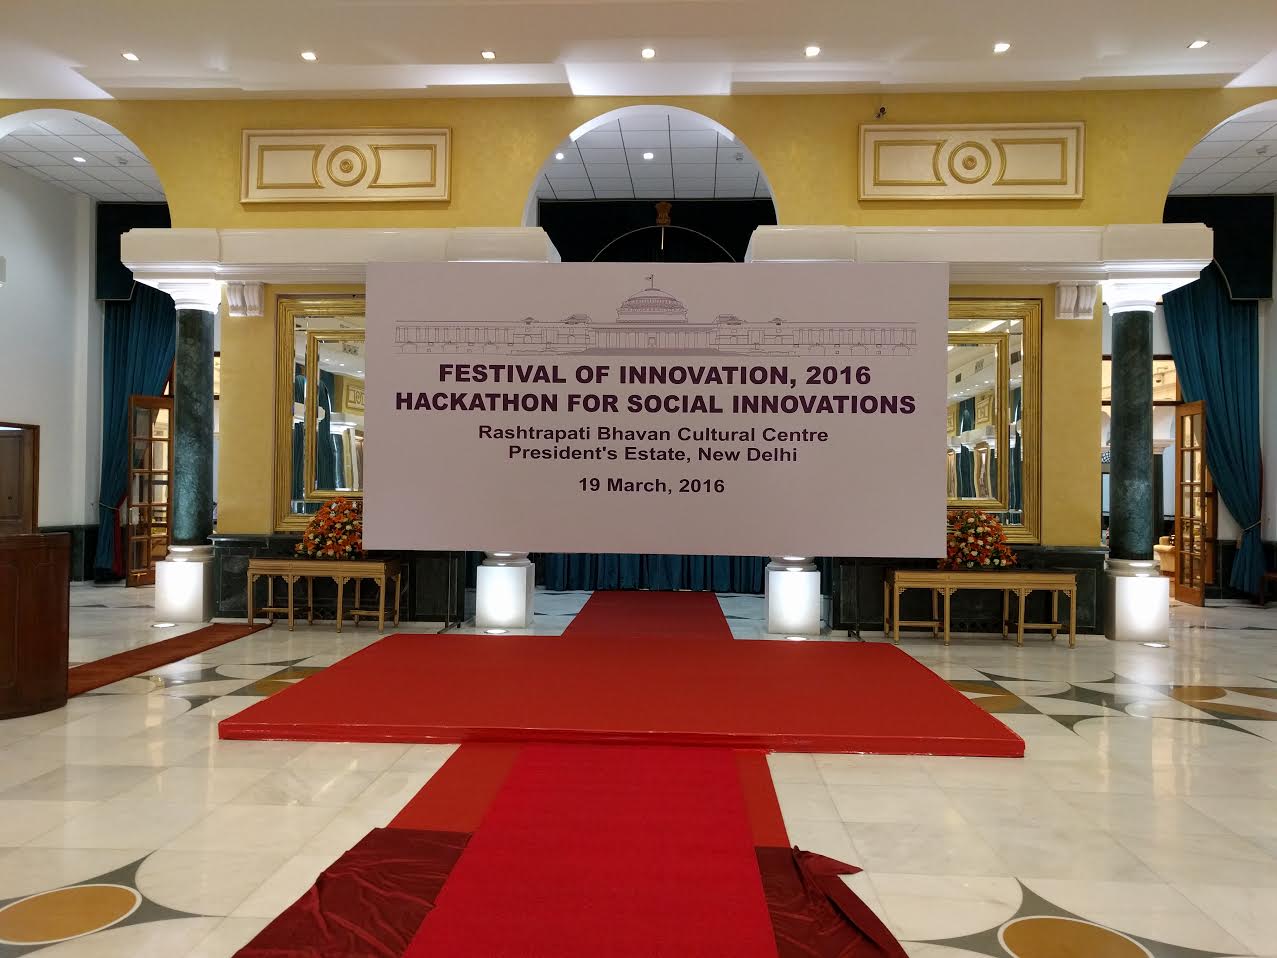 FESTIVAL OF INNOVATION, 2016
HACKATHON FOR SOCIAL INNOVATIONS
Rashtrapati Bhavan Cultural Centre
President's Estate, New Delhi
19 March, 2016